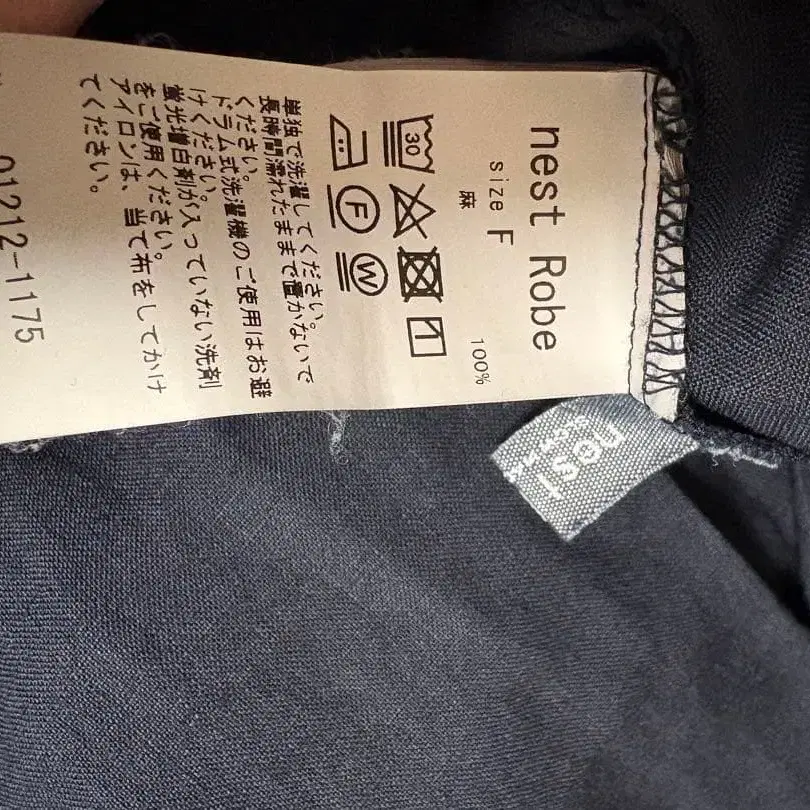 nest Robe
size F
麻 100%
30
F
W
単独で洗濯してください。
長時間濡れたままで置かないで
ください。
ドラム式洗濯機のご使用はお避
けください。
蛍光増白剤が入っていない洗剤
をご使用ください。
アイロンは、当て布をしてかけ
てください。
01212-1175
nest